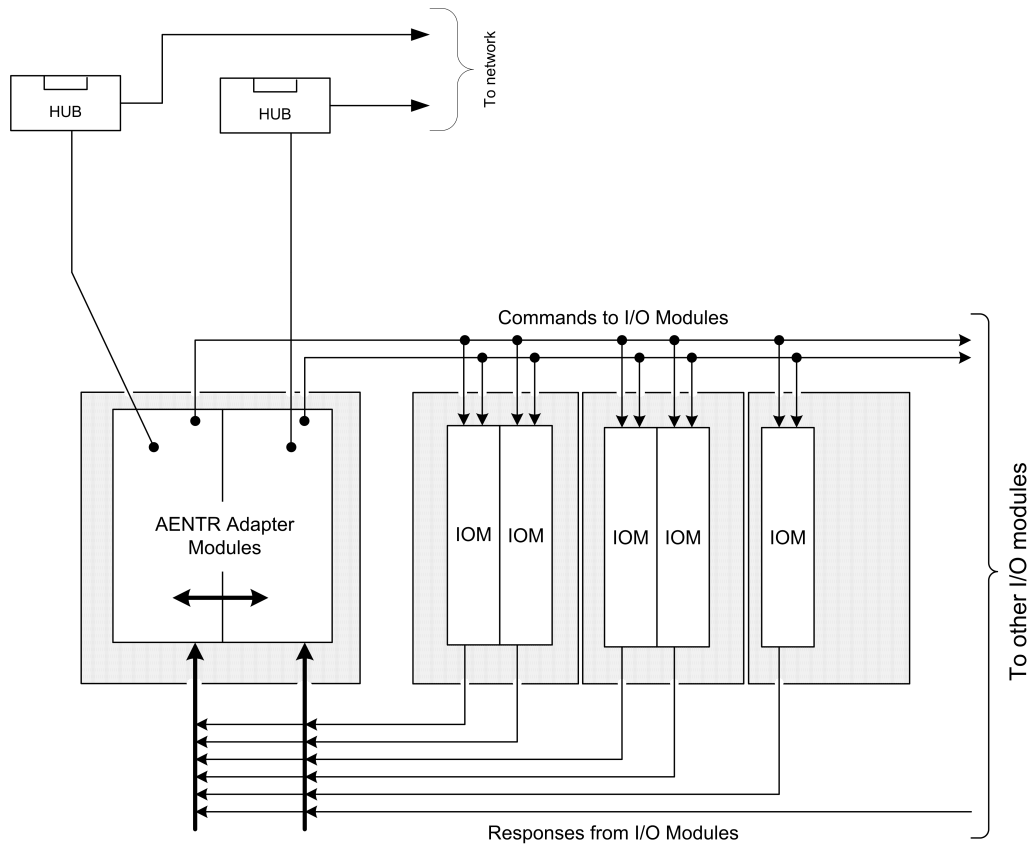 To network
HUB
HUB
Commands to I/O Modules
AENTR Adapter
Modules
IOM
IOM
IOM
IOM
IOM
To other I/O modules
Responses from I/O Modules